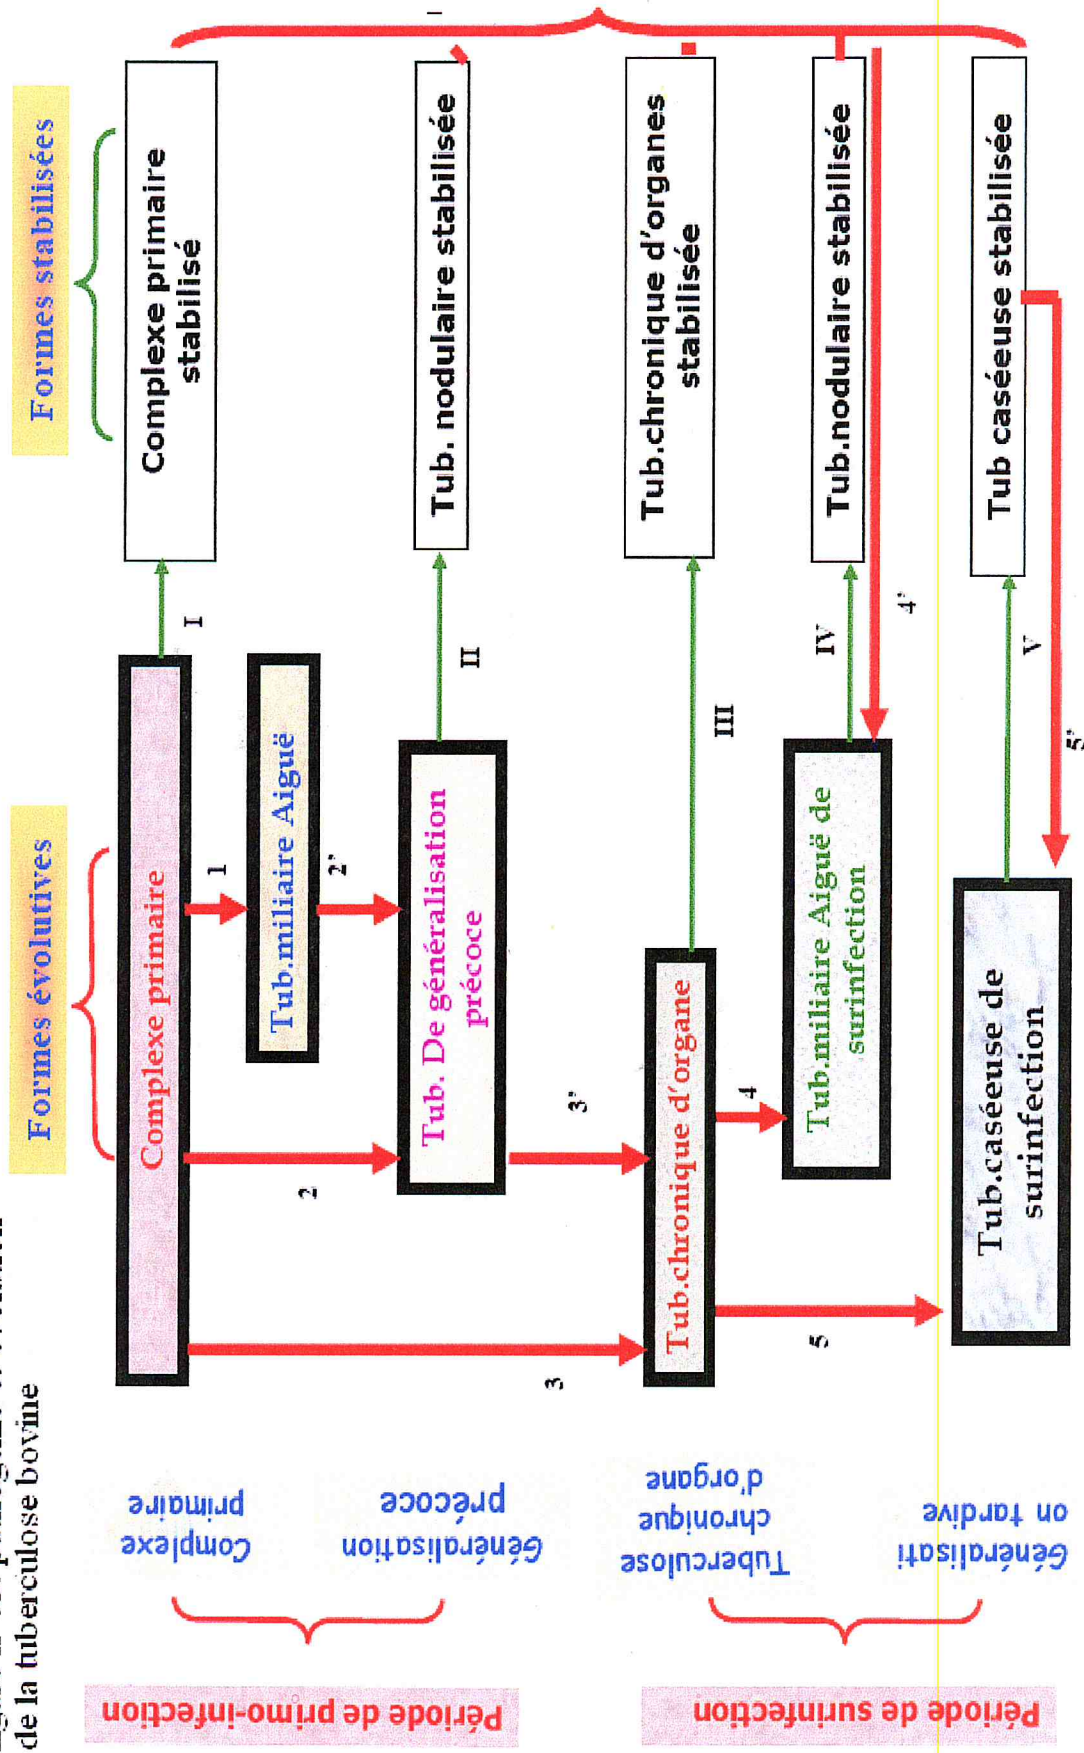 de la tuberculose bovine
Formes évolutives
Formes stabilisées
Période de primo-infection
Complexe
primaire
Complexe primaire
I
Complexe primaire
stabilisé
1
Tub.miliaire Aiguë
2
2'
Généralisation
précoce
Tub. De généralisation
précoce
II
Tub. nodulaire stabilisée
3
3'
Période de surinfection
Tuberculose
chronique
d'organe
Tub.chronique d'organe
III
Tub.chronique d'organes
stabilisée
4
Tub.miliaire Aiguë de
surinfection
IV
Tub.nodulaire stabilisée
4'
5
Généralisati
on tardive
Tub.caséeuse de
surinfection
V
Tub caséeuse stabilisée
5'